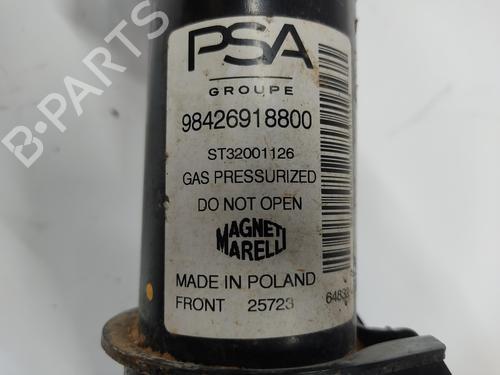 PSA
GROUPE
98426918800
ST32001126
GAS PRESSURIZED
DO NOT OPEN
MAGNETI
MARELLI
MADE IN POLAND
FRONT 25723
B-PARTS